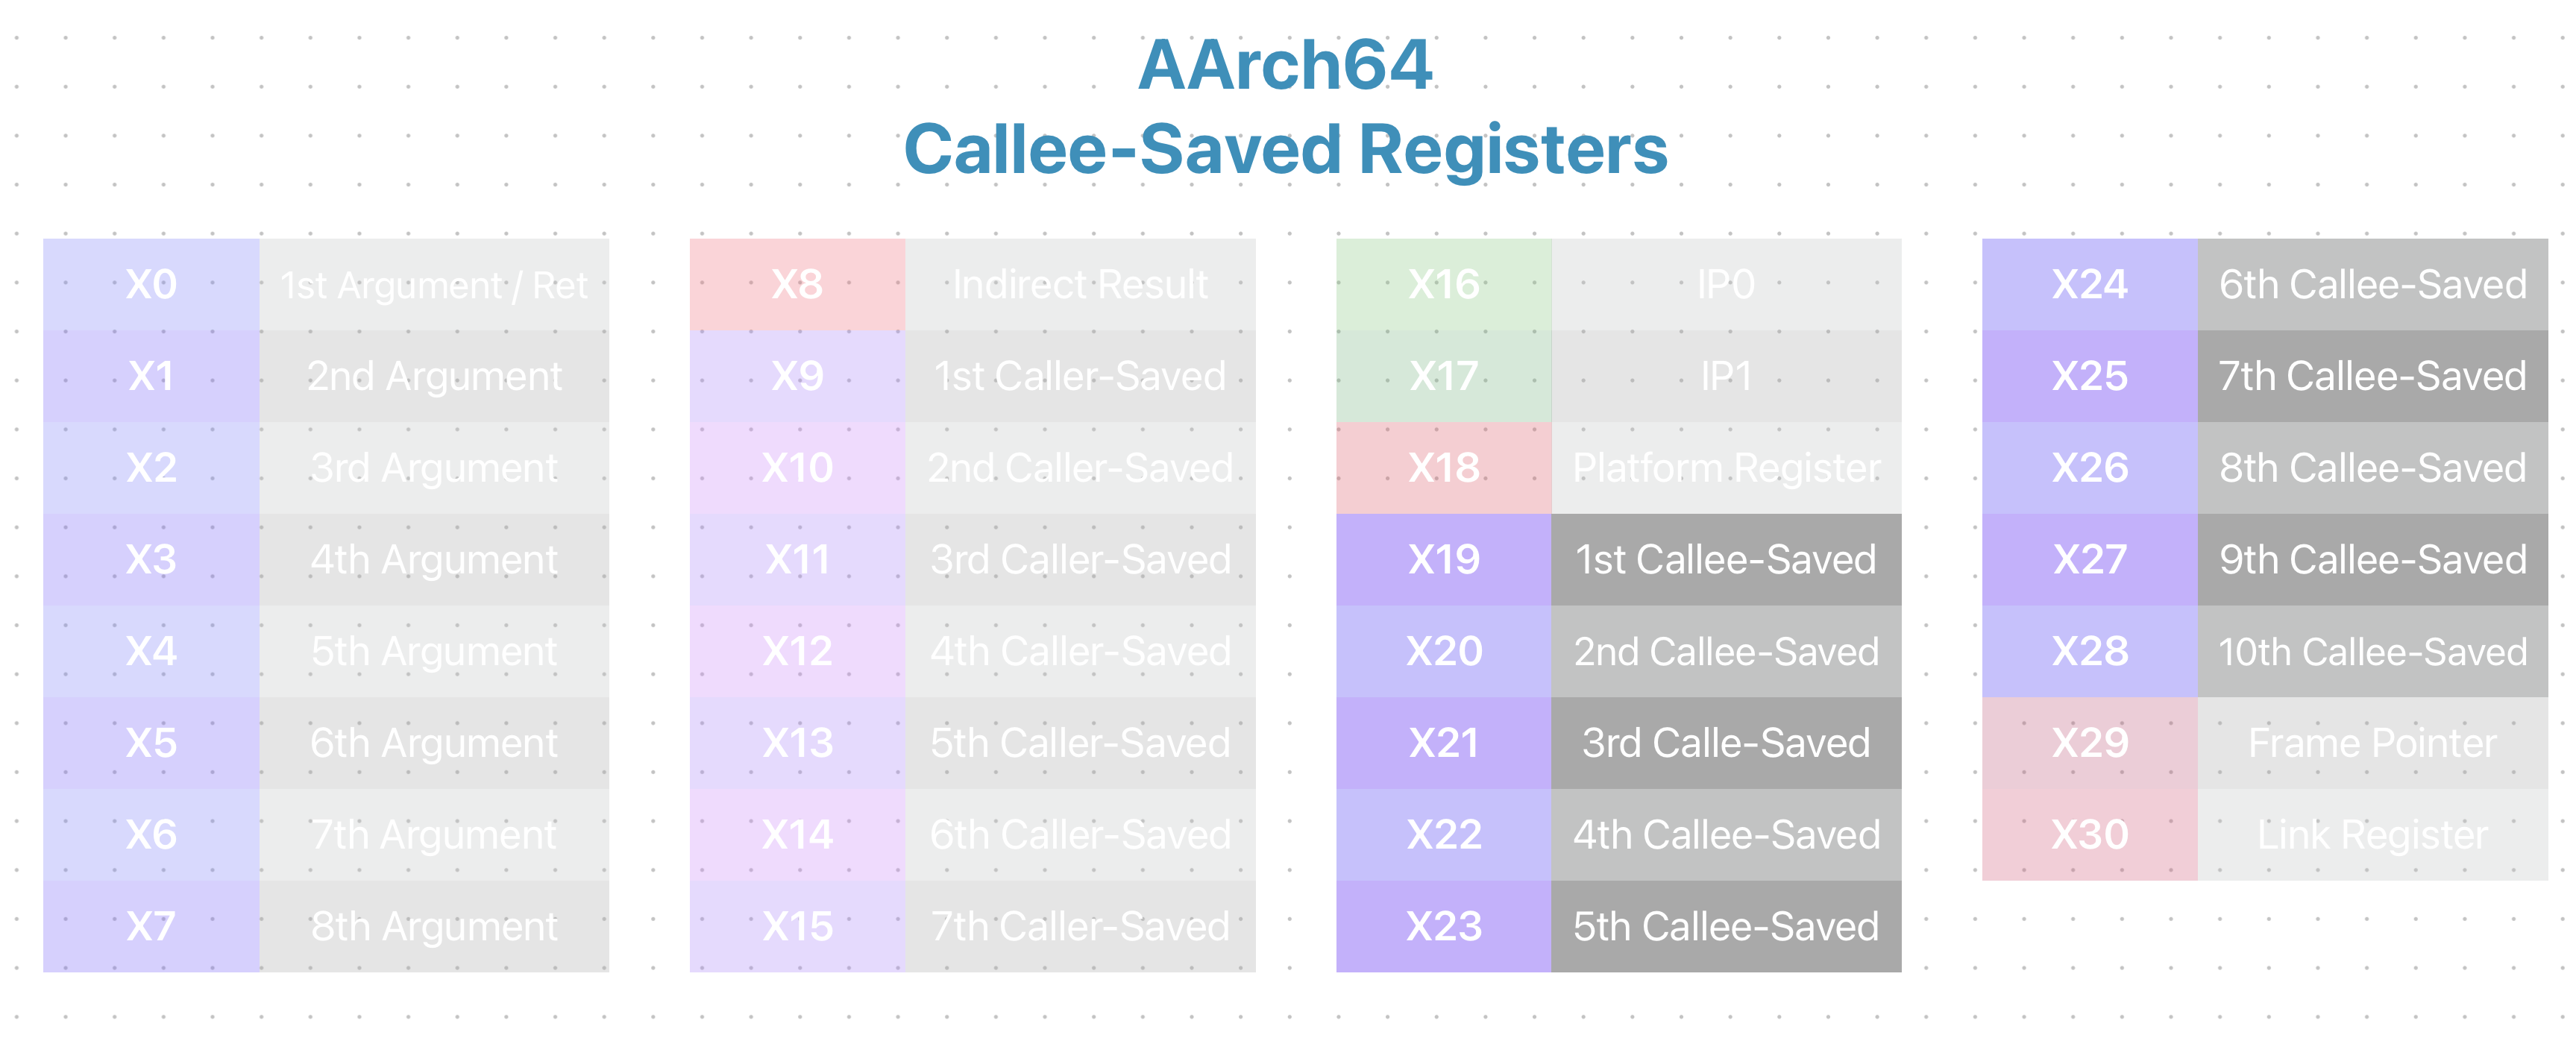 AArch64
Callee-Saved Registers
X0 1st Argument / Ret
X1 2nd Argument
X2 3rd Argument
X3 4th Argument
X4 5th Argument
X5 6th Argument
X6 7th Argument
X7 8th Argument
X8 Indirect Result
X9 1st Caller-Saved
X10 2nd Caller-Saved
X11 3rd Caller-Saved
X12 4th Caller-Saved
X13 5th Caller-Saved
X14 6th Caller-Saved
X15 7th Caller-Saved
X16 IP0
X17 IP1
X18 Platform Register
X19 1st Callee-Saved
X20 2nd Callee-Saved
X21 3rd Calle-Saved
X22 4th Callee-Saved
X23 5th Callee-Saved
X24 6th Callee-Saved
X25 7th Callee-Saved
X26 8th Callee-Saved
X27 9th Callee-Saved
X28 10th Callee-Saved
X29 Frame Pointer
X30 Link Register